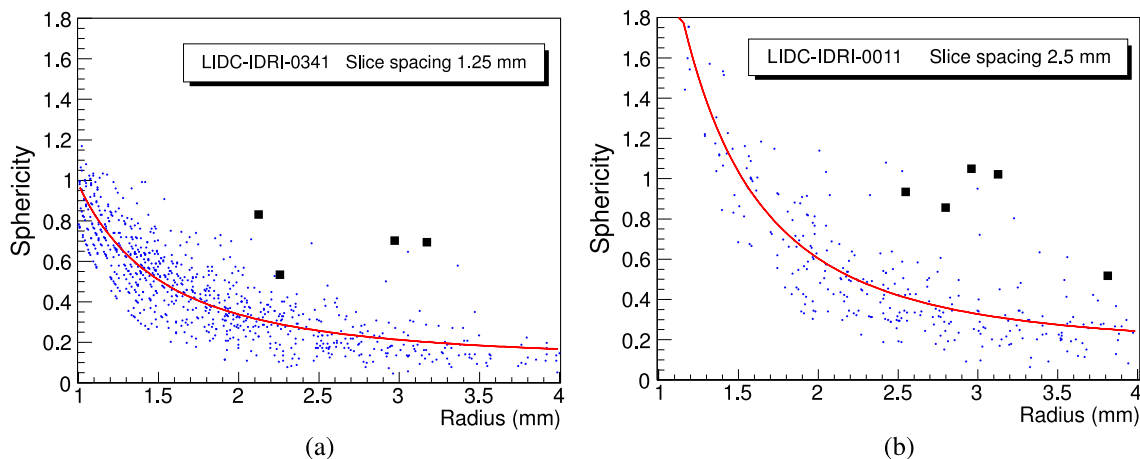 LIDC-IDRI-0341 Slice spacing 1.25 mm
Sphericity
1.8
1.6
1.4
1.2
1
0.8
0.6
0.4
0.2
0
1 1.5 2 2.5 3 3.5 4
Radius (mm)
(a)
LIDC-IDRI-0011 Slice spacing 2.5 mm
Sphericity
1.8
1.6
1.4
1.2
1
0.8
0.6
0.4
0.2
0
1 1.5 2 2.5 3 3.5 4
Radius (mm)
(b)